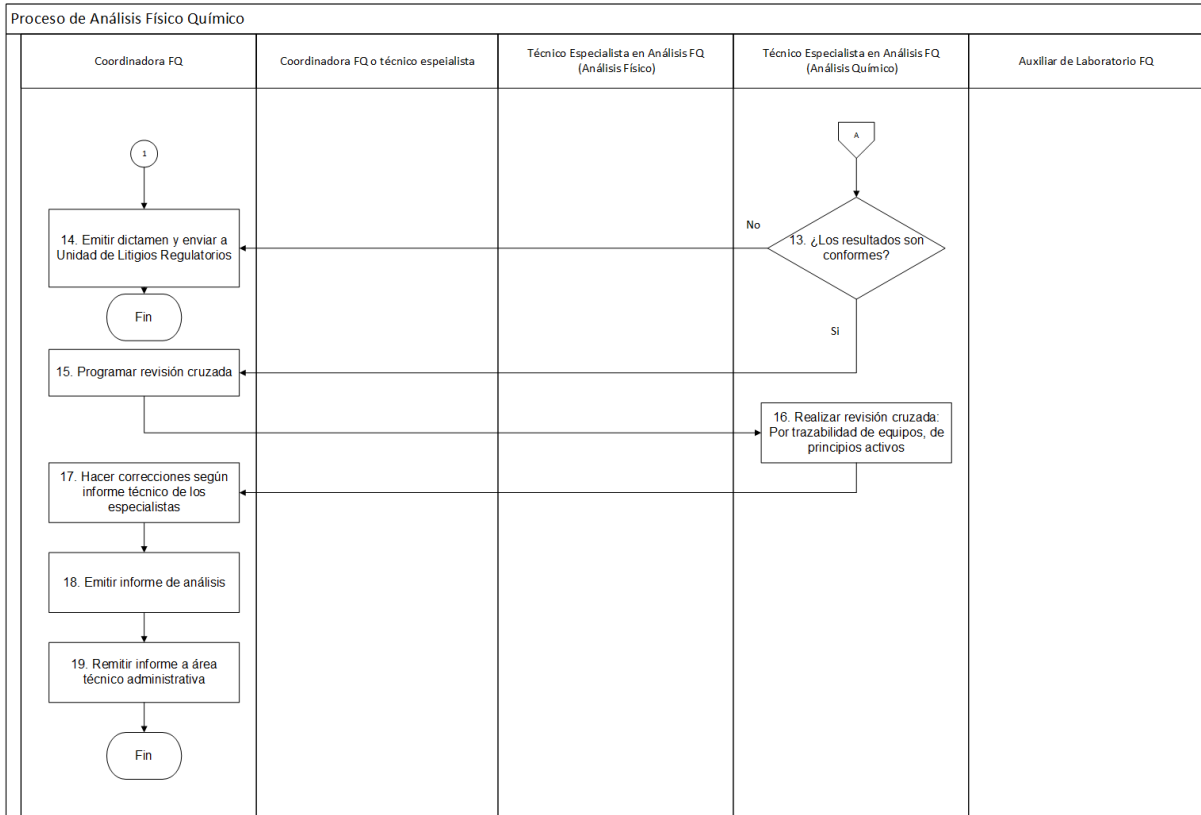 Proceso de Análisis Físico Químico
Coordinadora FQ
Coordinadora FQ o técnico espeialista
Técnico Especialista en Análisis FQ
(Análisis Físico)
Técnico Especialista en Análisis FQ
(Análisis Químico)
Auxiliar de Laboratorio FQ
1
A
14. Emitir dictamen y enviar a
Unidad de Litigios Regulatorios
No
13. ¿Los resultados son
conformes?
Fin
Si
15. Programar revisión cruzada
16. Realizar revisión cruzada:
Por trazabilidad de equipos, de
principios activos
17. Hacer correcciones según
informe técnico de los
especialistas
18. Emitir informe de análisis
19. Remitir informe a área
técnico administrativa
Fin